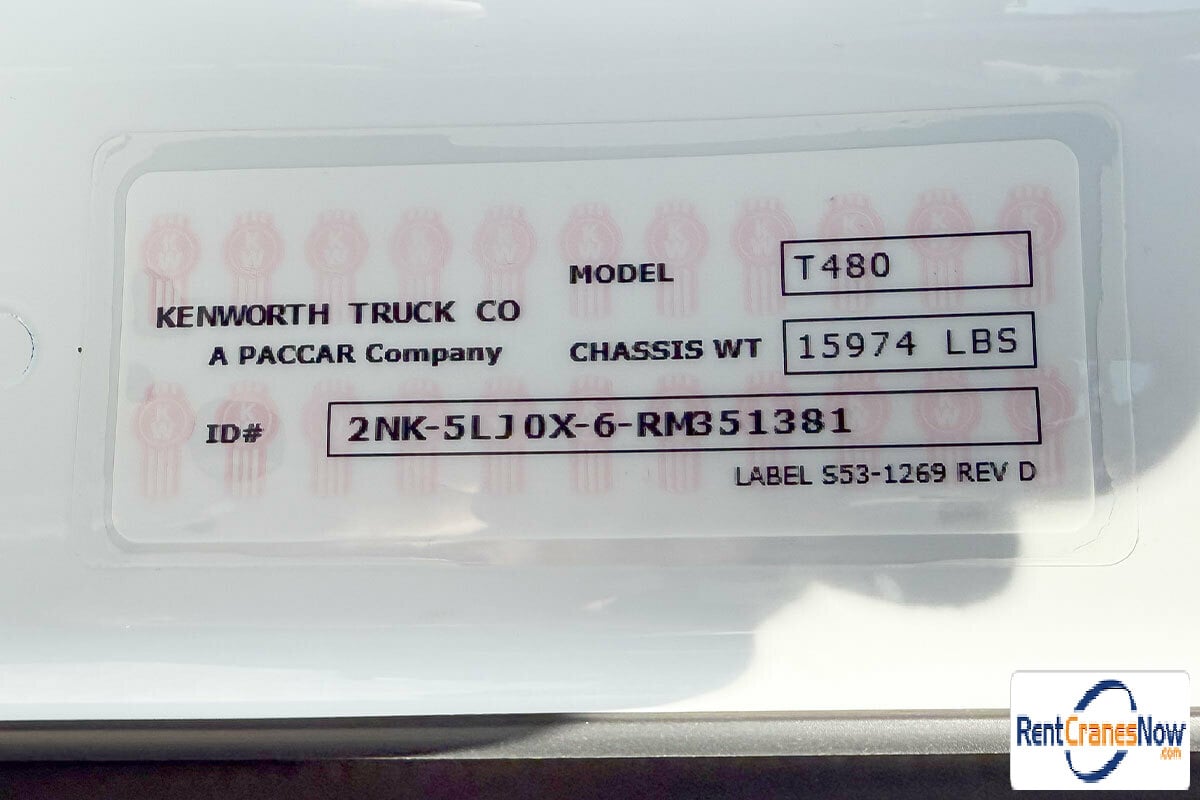 MODEL T480
KENWORTH TRUCK CO
A PACCAR Company
CHASSIS WT 15974 LBS
ID# 2NK-5LJ0X-6-RM351381
LABEL S53-1269 REV D
RentCranesNow
.com